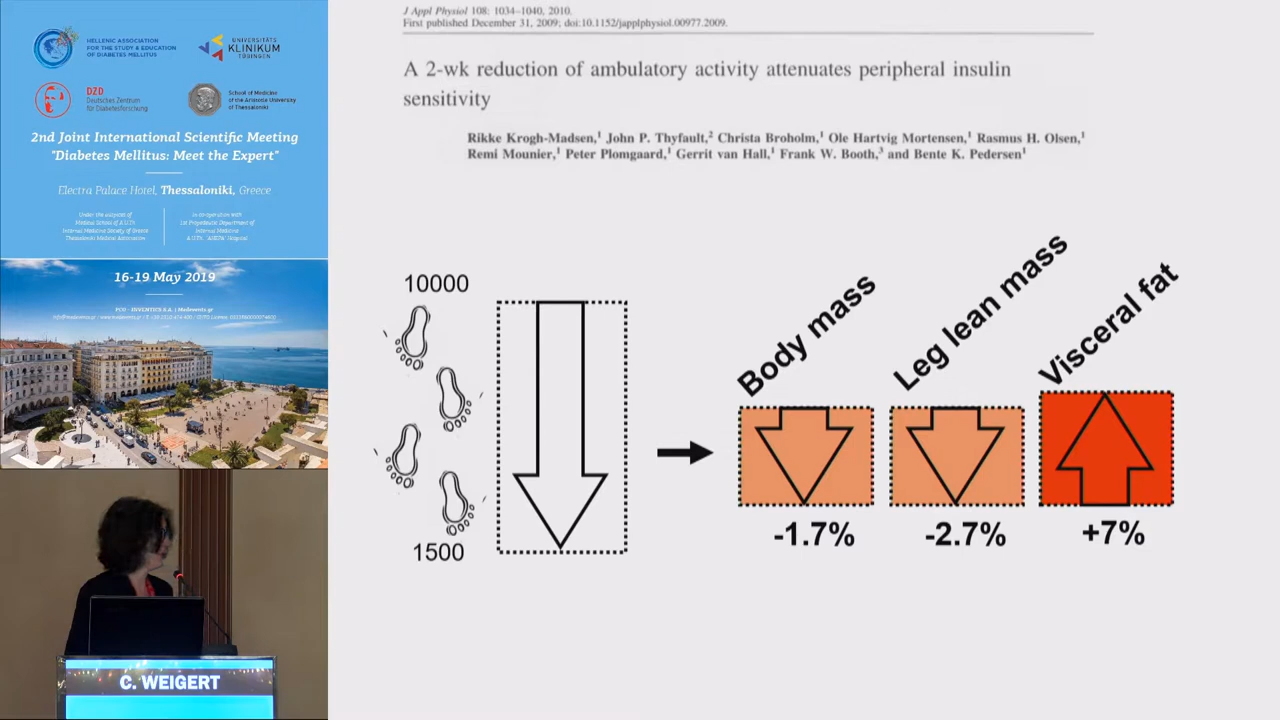 HELLENIC ASSOCIATION
FOR THE STUDY & EDUCATION
OF DIABETES MELLITUS
UNIVERSITÄTS
KLINIKUM
TÜBINGEN
DZD
Deutsches Zentrum
für Diabetesforschung
School of Medicine
of the Aristotle University
of Thessaloniki
2nd Joint International Scientific Meeting
"Diabetes Mellitus: Meet the Expert"
Electra Palace Hotel, Thessaloniki, Greece
Under the auspices of
Medical School of A.U.Th
Internal Medicine Society of Greece
Thessaloniki Medical Association
In co-operation with
1st Propedeutic Department of
Internal Medicine
A.U.Th, "AHEPA" Hospital
16-19 May 2019
PCO - INVENTICS S.A. | Medevents.gr
C. WEIGERT
J Appl Physiol 108: 1034–1040, 2010.
First published December 31, 2009; doi:10.1152/japplphysiol.00977.2009.
A 2-wk reduction of ambulatory activity attenuates peripheral insulin
sensitivity
Rikke Krogh-Madsen,1 John P. Thyfault,2 Christa Broholm,1 Ole Hartvig Mortensen,1 Rasmus H. Olsen,1
Remi Mounier,1 Peter Plomgaard,1 Gerrit van Hall,1 Frank W. Booth,3 and Bente K. Pedersen1
10000
1500
Body mass
Leg lean mass
Visceral fat
-1.7%
-2.7%
+7%